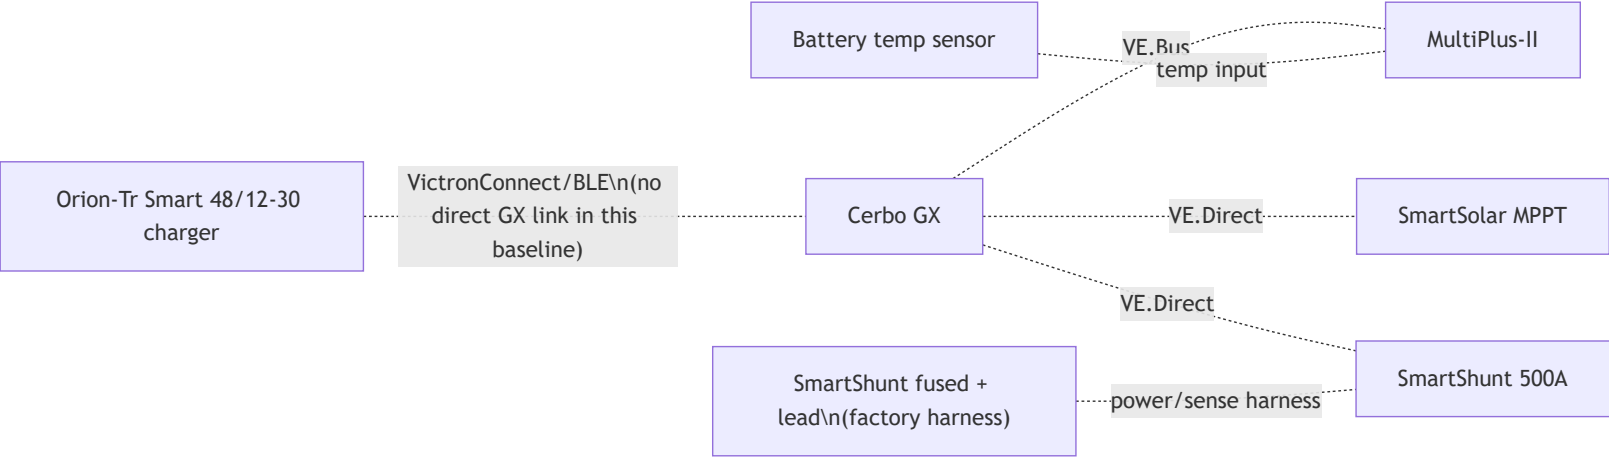 Battery temp sensor
VE.Bus
temp input
MultiPlus-II
Orion-Tr Smart 48/12-30
charger
VictronConnect/BLE\n(no
direct GX link in this
baseline)
Cerbo GX
VE.Direct
SmartSolar MPPT
VE.Direct
SmartShunt fused +
lead\n(factory harness)
power/sense harness
SmartShunt 500A